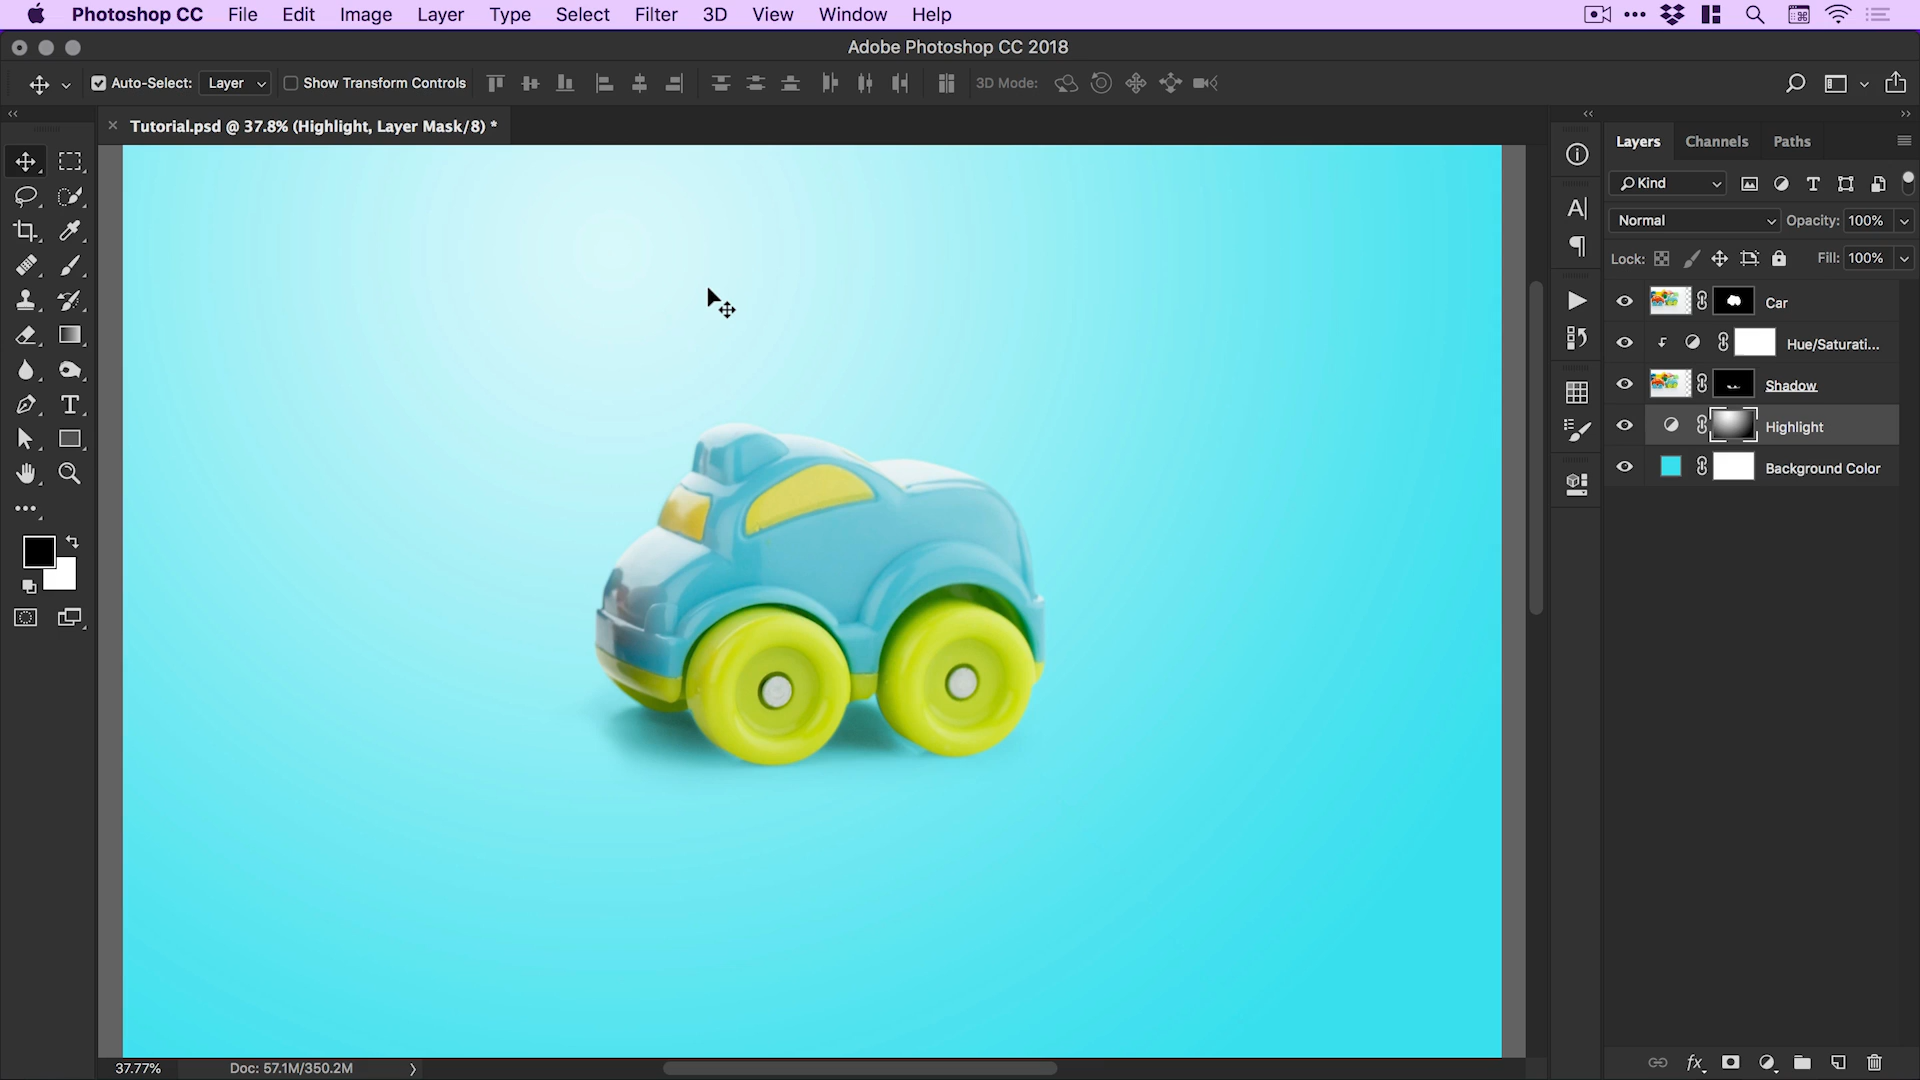 Photoshop CC File Edit Image Layer Type Select Filter 3D View Window Help
Adobe Photoshop CC 2018
Auto-Select: Layer Show Transform Controls 3D Mode:
Tutorial.psd @ 37.8% (Highlight, Layer Mask/8) *
Layers Channels Paths
Kind
Normal Opacity: 100%
Lock: Fill: 100%
Car
Hue/Saturati...
Shadow
Highlight
Background Color
37.77% Doc: 57.1M/350.2M
fx